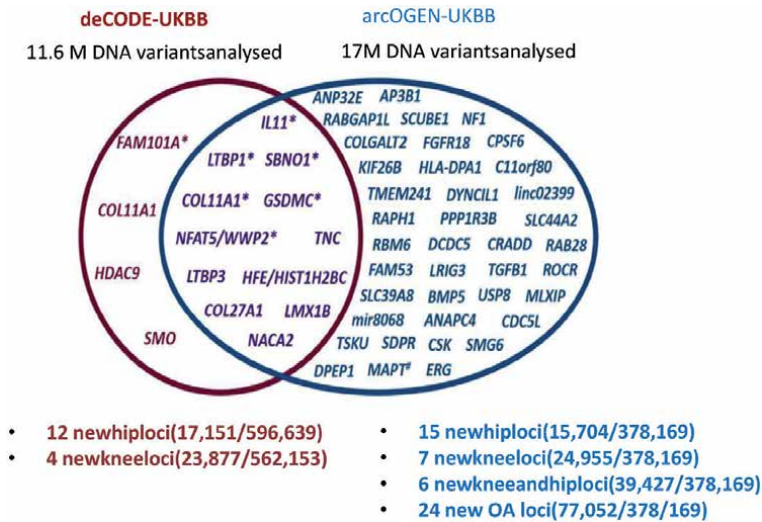 deCODE-UKBB
arcOGEN-UKBB
11.6 M DNA variantsanalysed
17M DNA variantsanalysed
FAM101A*
COL11A1
HDAC9
SMO
IL11*
LTBP1* SBNO1*
COL11A1* GSDMC*
NFAT5/WWP2* TNC
LTBP3 HFE/HIST1H2BC
COL27A1 LMX1B
NACA2
ANP32E AP3B1
RABGAP1L SCUBE1 NF1
COLGALT2 FGFR18 CPSF6
KIF26B HLA-DPA1 C11orf80
TMEM241 DYNCIL1 linc02399
RAPH1 PPP1R3B SLC44A2
RBM6 DCDC5 CRADD RAB28
FAM53 LRIG3 TGFB1 ROCR
SLC39A8 BMP5 USP8 MLXIP
mir8068 ANAPC4 CDC5L
TSKU SDPR CSK SMG6
DPEP1 MAPT# ERG
• 12 newhiploci(17,151/596,639)
• 4 newkneeloci(23,877/562,153)
• 15 newhiploci(15,704/378,169)
• 7 newkneeloci(24,955/378,169)
• 6 newkneeandhiploci(39,427/378,169)
• 24 new OA loci(77,052/378/169)